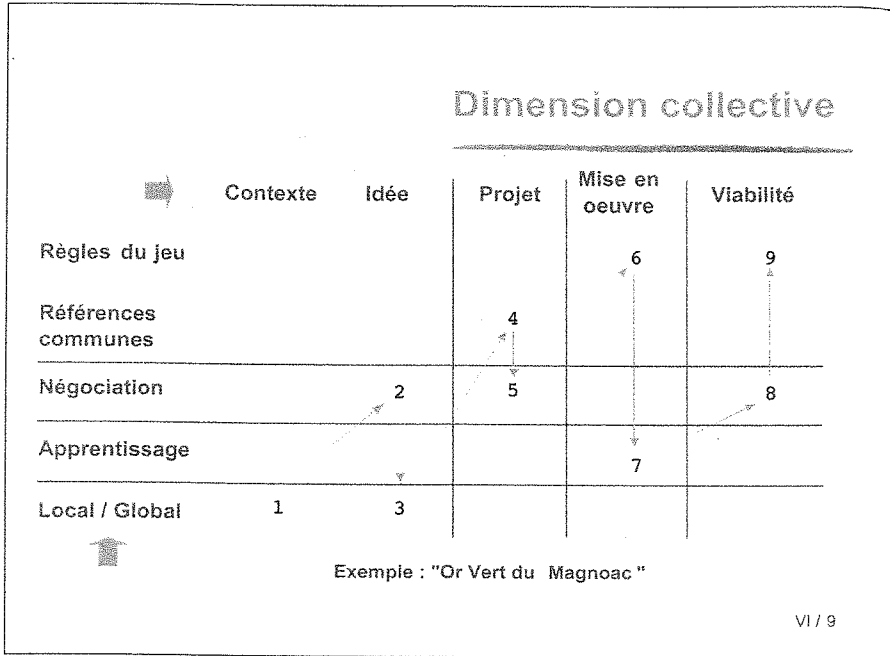 Dimension collective
Contexte Idée Projet Mise en oeuvre Viabilité
Règles du jeu 6 9
Références communes 4
Négociation 2 5 8
Apprentissage 7
Local / Global 1 3
Exemple : "Or Vert du Magnoac "
VI / 9